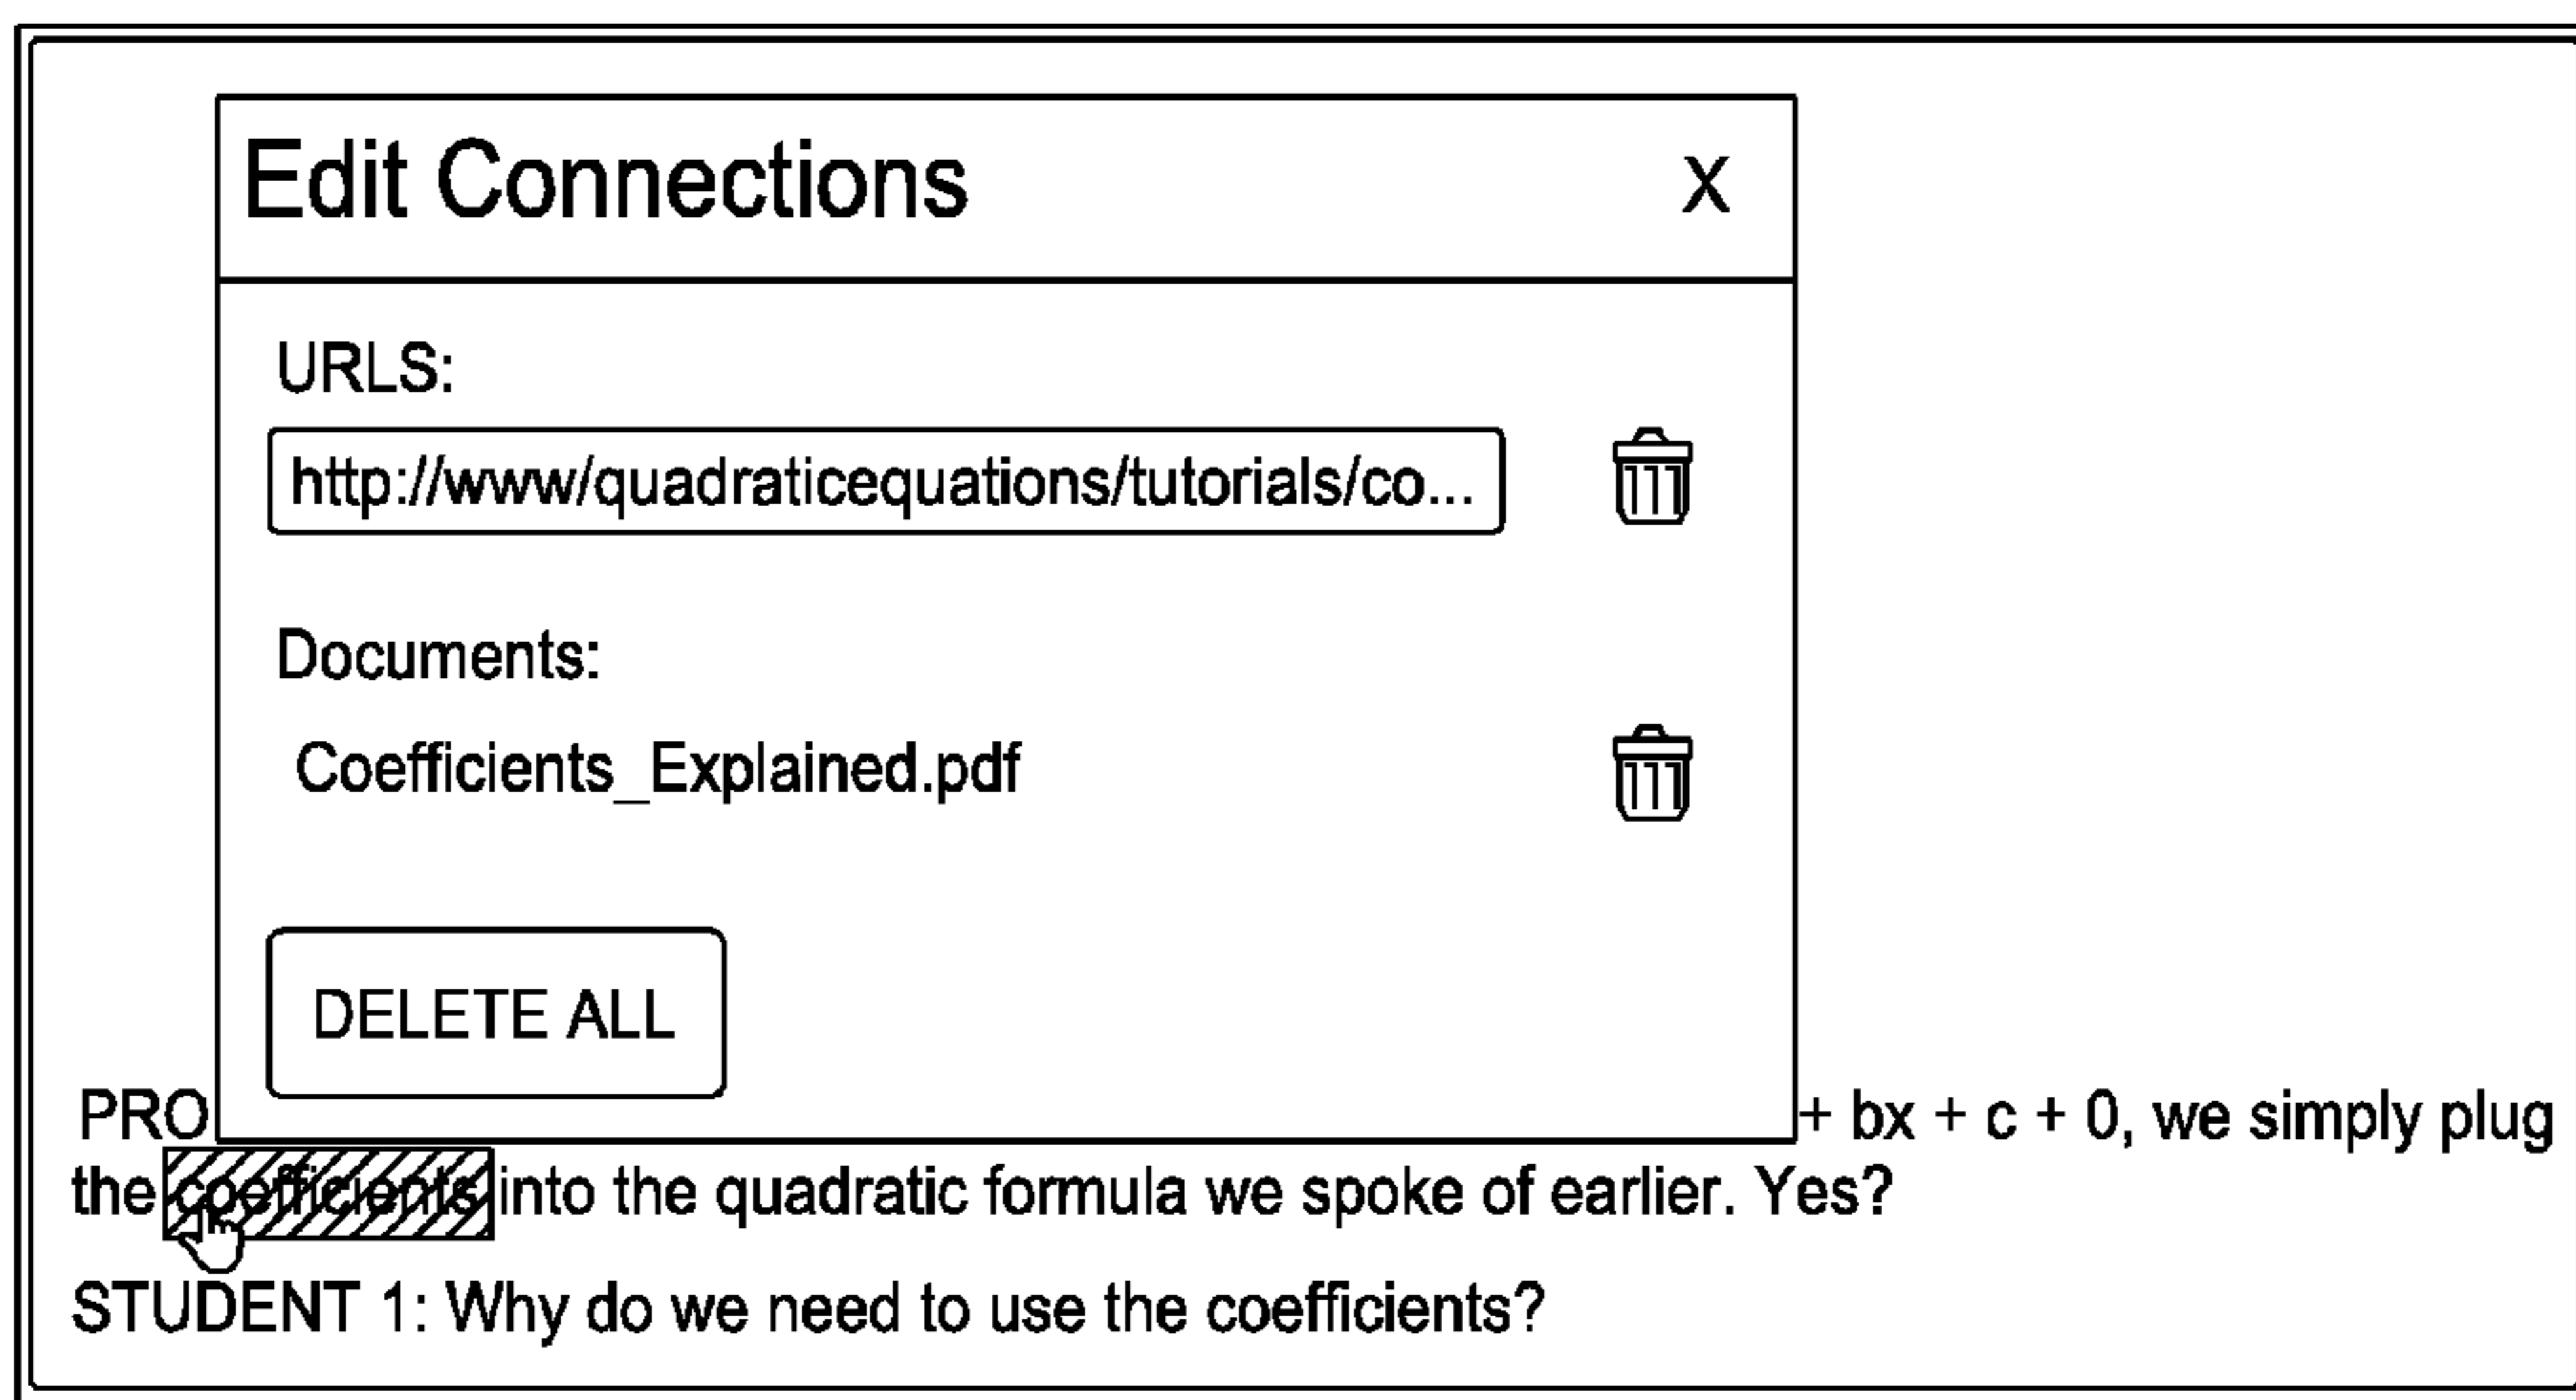 Edit Connections X
URLS:
http://www/quadraticequations/tutorials/co...
Documents:
Coefficients_Explained.pdf
DELETE ALL
PRO + bx + c + 0, we simply plug
the coefficients into the quadratic formula we spoke of earlier. Yes?
STUDENT 1: Why do we need to use the coefficients?